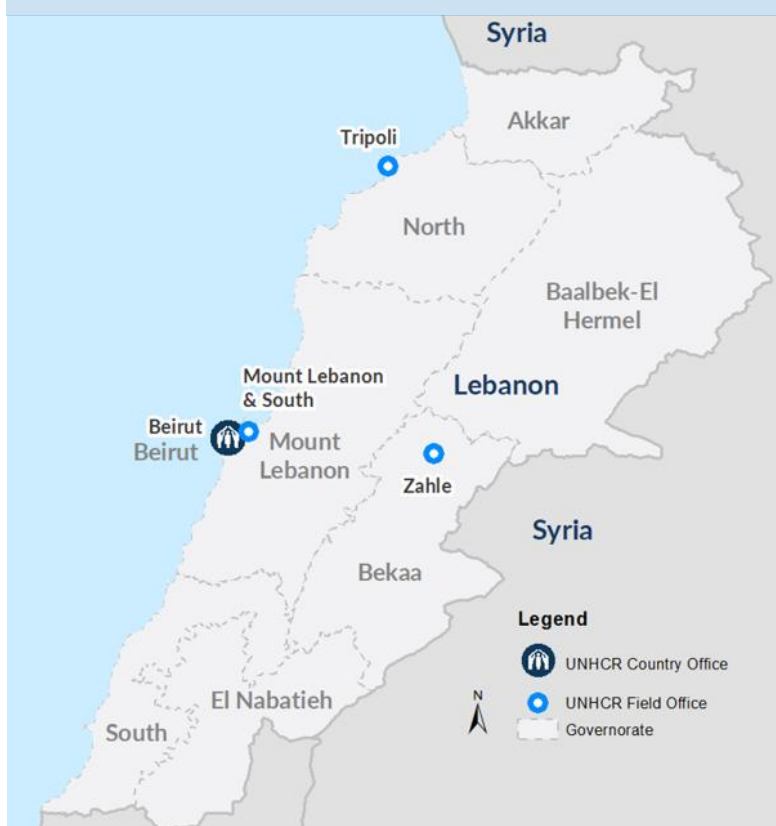 Syria
Akkar
Tripoli
North
Baalbek-El
Hermel
Mount Lebanon
& South
Lebanon
Beirut
Beirut
Mount
Lebanon
Zahle
Syria
Bekaa
Legend
UNHCR Country Office
El Nabatieh
N
UNHCR Field Office
South
Governorate